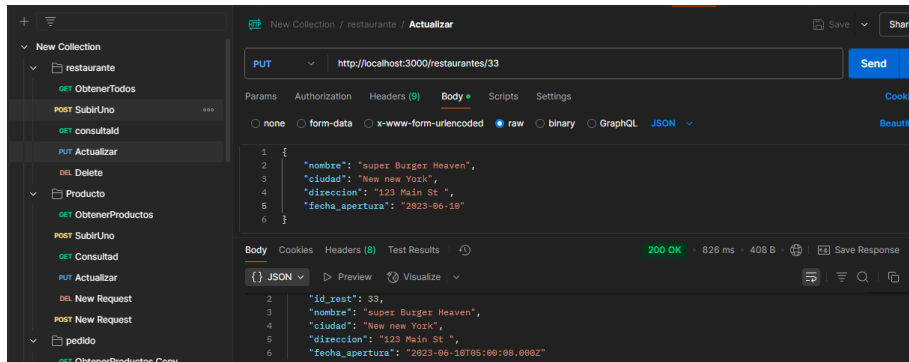 New Collection
restaurante
GET ObtenerTodos
POST SubirUno
GET consultaId
PUT Actualizar
DEL Delete
Producto
GET ObtenerProductos
POST SubirUno
GET Consultad
PUT Actualizar
DEL New Request
POST New Request
pedido
GET ObtenerProductos Copy
HTTP New Collection / restaurante / Actualizar
Save
Shar
PUT http://localhost:3000/restaurantes/33
Send
Params Authorization Headers (9) Body Scripts Settings
Cooki
none form-data x-www-form-urlencoded raw binary GraphQL JSON
Beautif
1 {
2 "nombre": "super Burger Heaven",
3 "ciudad": "New new York",
4 "direccion": "123 Main St ",
5 "fecha_apertura": "2023-06-10"
6 }
Body Cookies Headers (8) Test Results
200 OK 826 ms 408 B
Save Response
{} JSON Preview Visualize
2 "id_rest": 33,
3 "nombre": "super Burger Heaven",
4 "ciudad": "New new York",
5 "direccion": "123 Main St ",
6 "fecha_apertura": "2023-06-10T05:00:00.000Z"